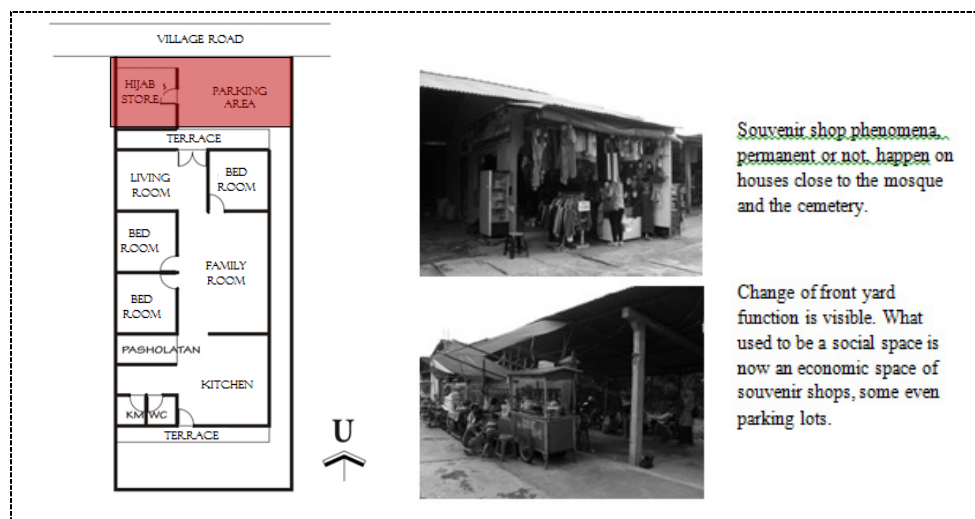 VILLAGE ROAD
HIJAB
STORE
PARKING
AREA
TERRACE
LIVING
ROOM
BED
ROOM
BED
ROOM
FAMILY
ROOM
BED
ROOM
PASHOLATAN
KITCHEN
KM WC
TERRACE
U
Souvenir shop phenomena,
permanent or not, happen on
houses close to the mosque
and the cemetery.
Change of front yard
function is visible. What
used to be a social space is
now an economic space of
souvenir shops, some even
parking lots.